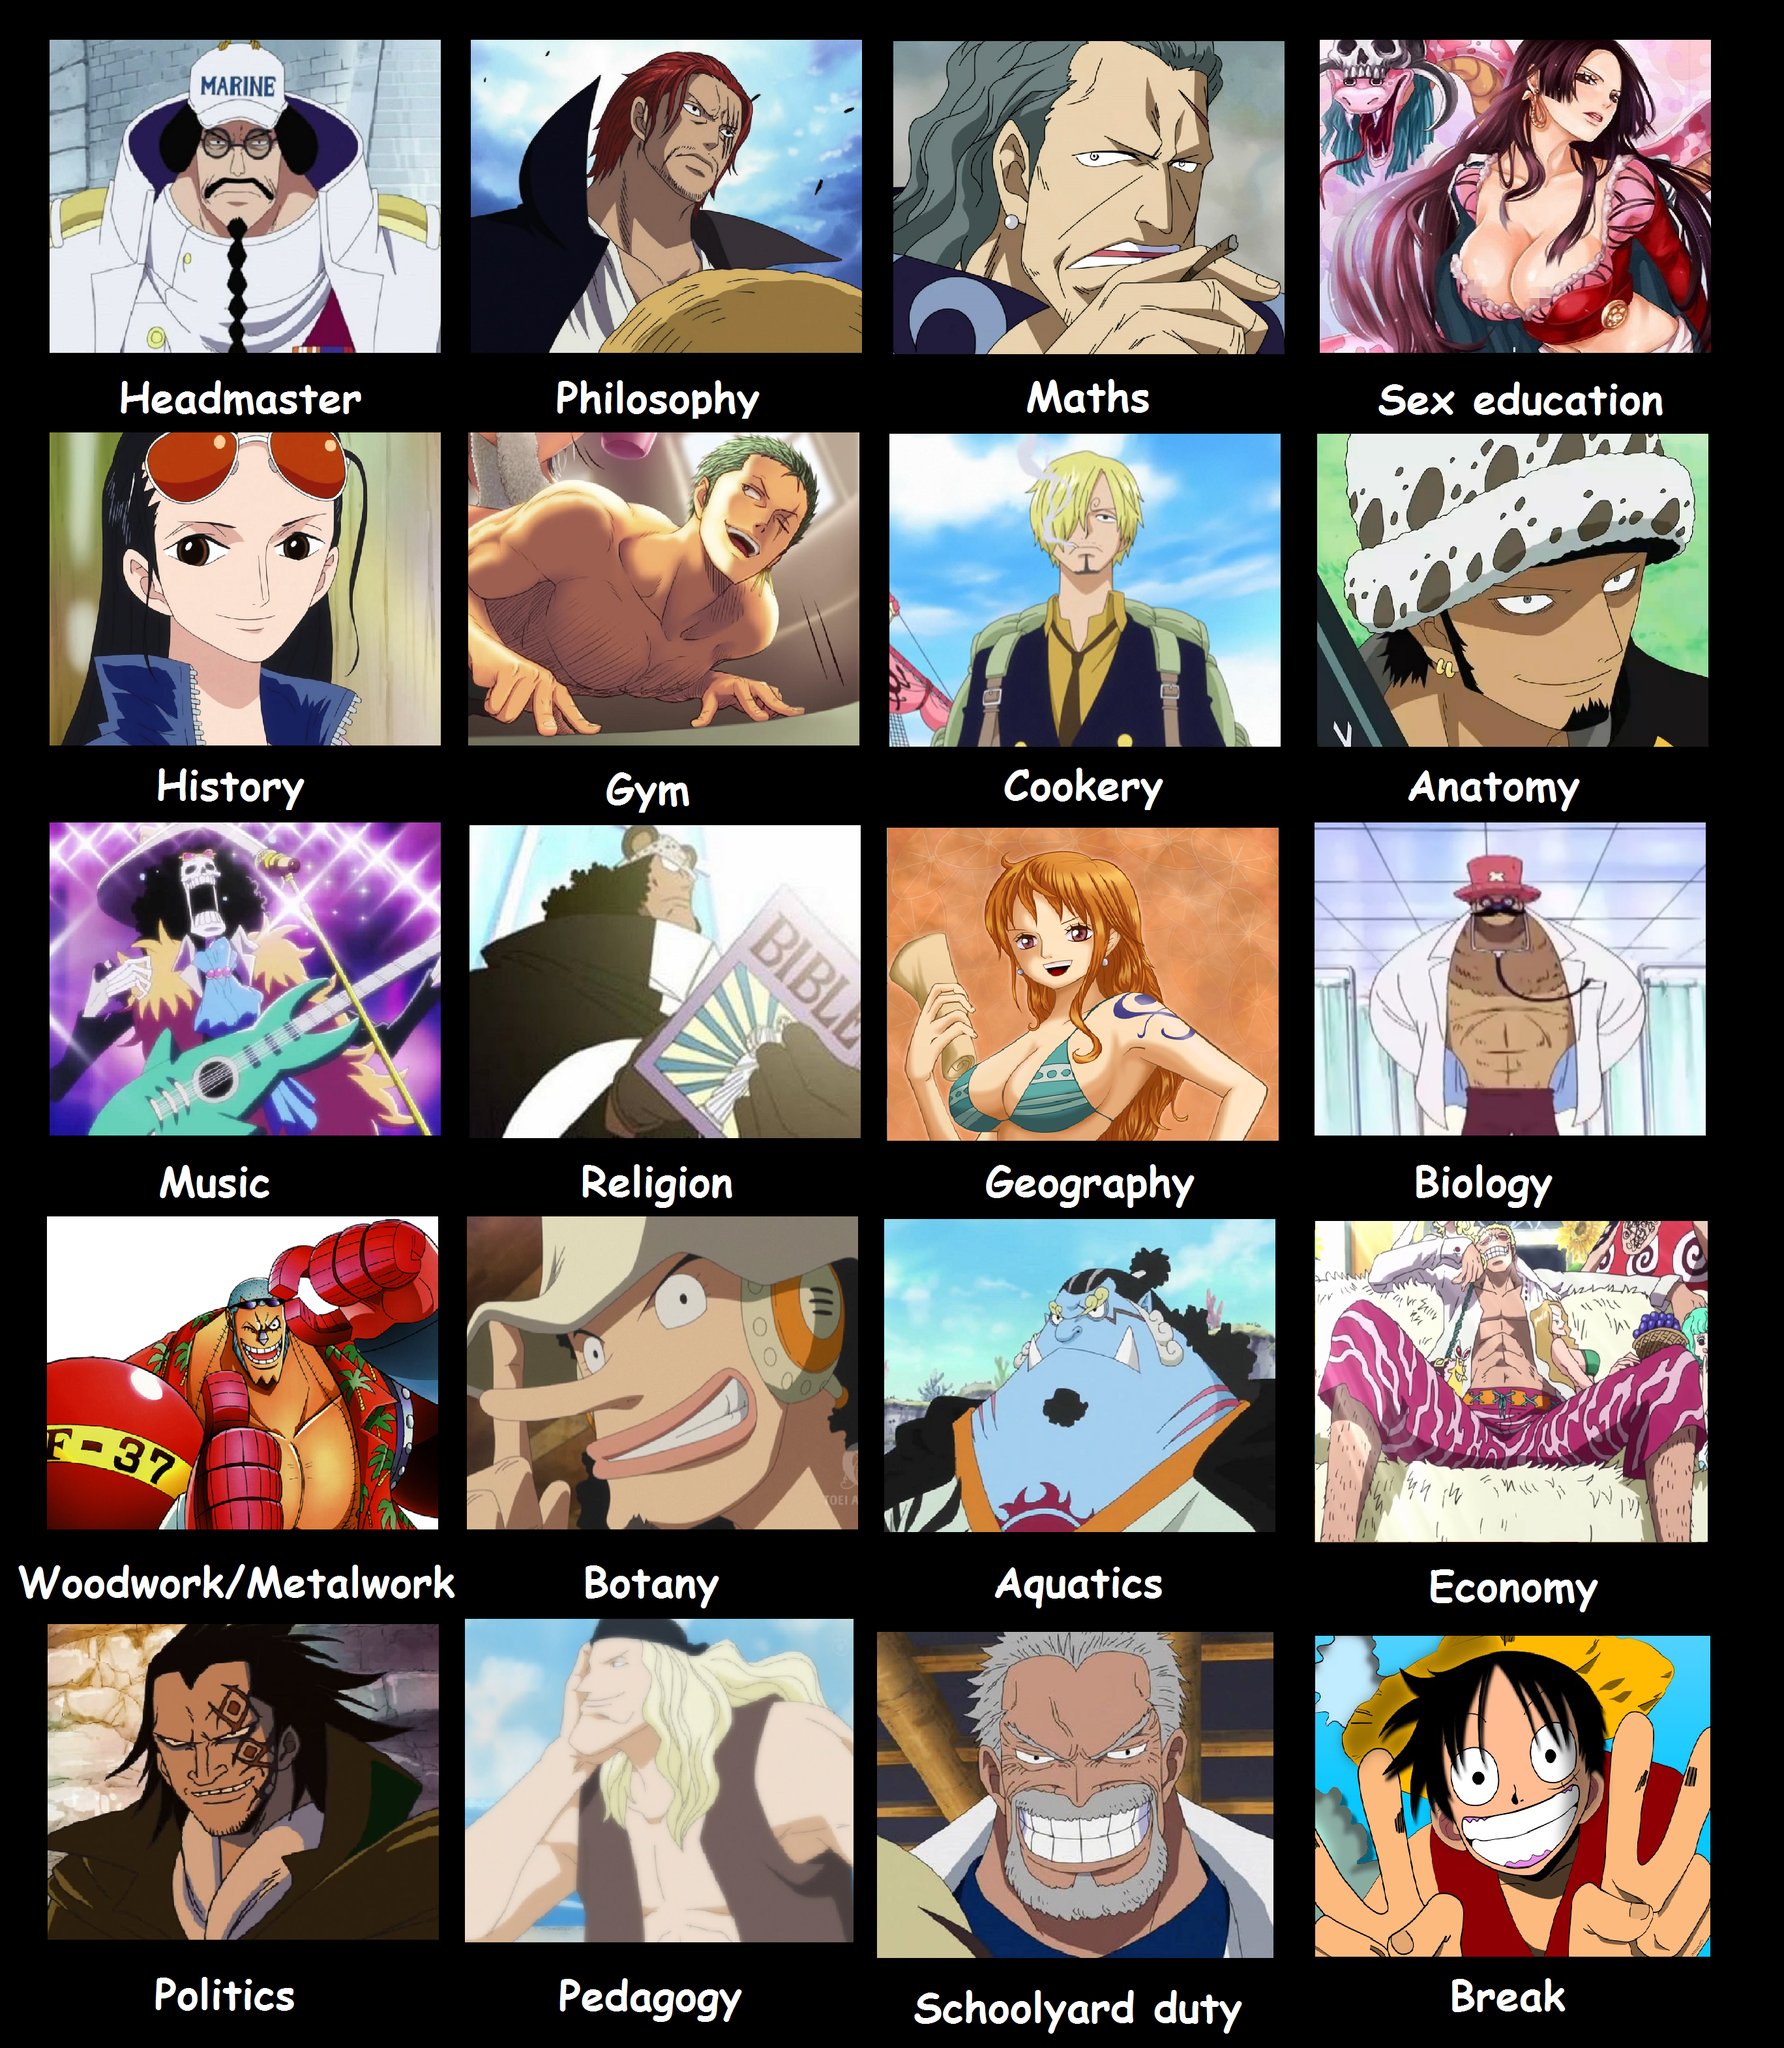 MARINE
Headmaster
Philosophy
Maths
Sex education
History
Gym
Cookery
Anatomy
BIBLE
Music
Religion
Geography
Biology
F-37
TOEI A
Woodwork/Metalwork
Botany
Aquatics
Economy
Politics
Pedagogy
Schoolyard duty
Break